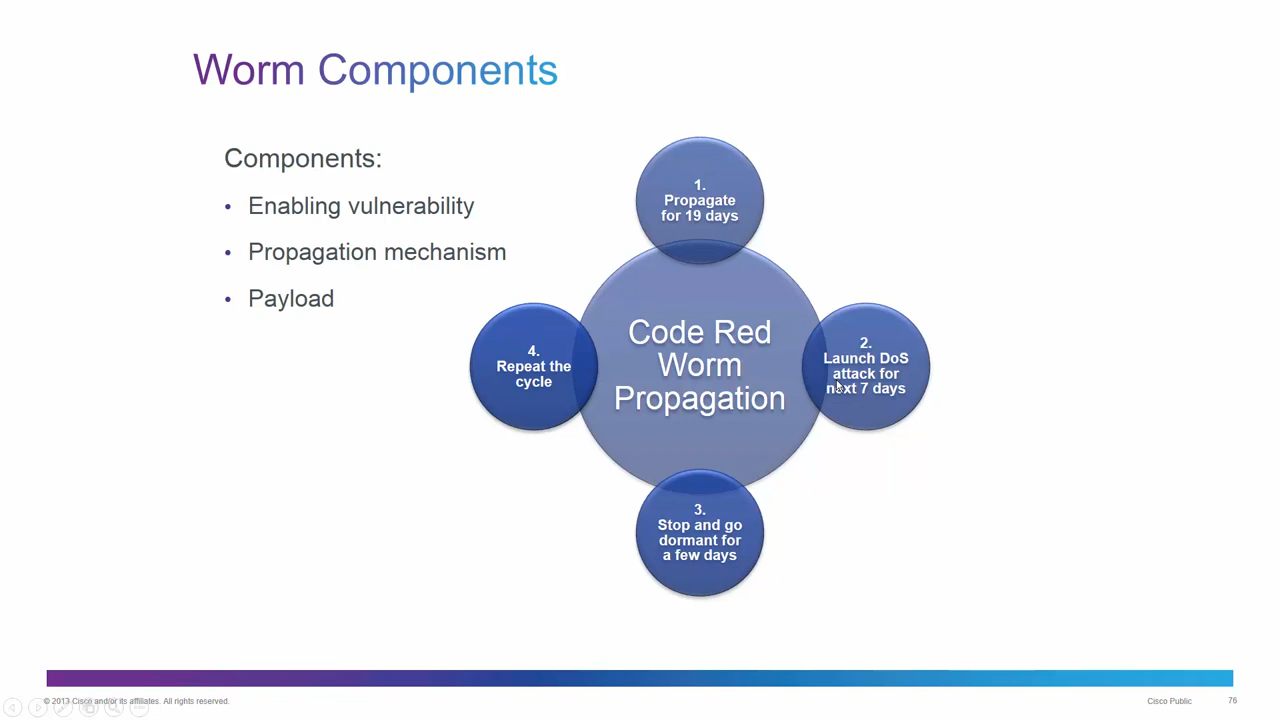 Worm Components
Components:
• Enabling vulnerability
• Propagation mechanism
• Payload
1.
Propagate
for 19 days
Code Red
Worm
Propagation
2.
Launch DoS
attack for
next 7 days
3.
Stop and go
dormant for
a few days
4.
Repeat the
cycle
© 2013 Cisco and/or its affiliates. All rights reserved.
Cisco Public
76